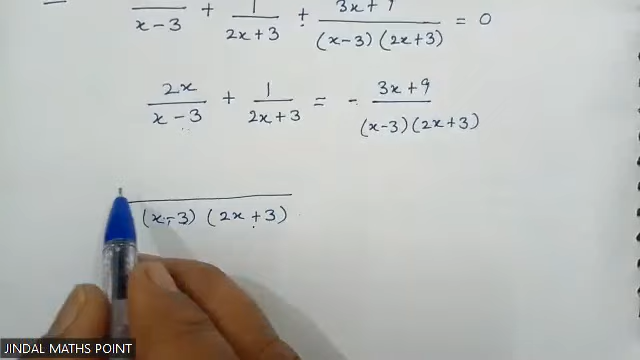 x-3 + 1/2x+3 + 3x+9/(x-3)(2x+3) = 0
2x/x-3 + 1/2x+3 = - 3x+9/(x-3)(2x+3)
(x-3) (2x+3)
JINDAL MATHS POINT